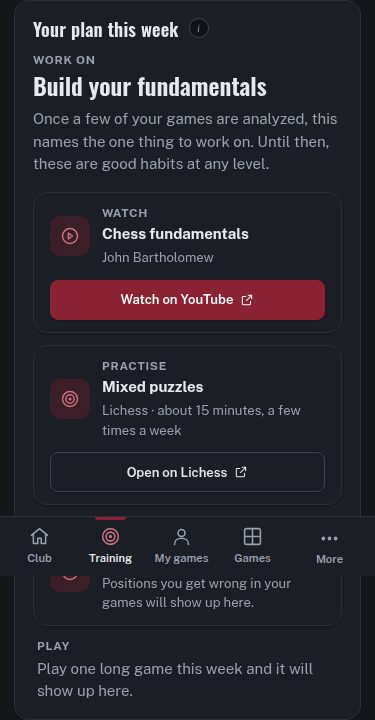 Your plan this week i
WORK ON
Build your fundamentals
Once a few of your games are analyzed, this
names the one thing to work on. Until then,
these are good habits at any level.
WATCH
Chess fundamentals
John Bartholomew
Watch on YouTube
PRACTISE
Mixed puzzles
Lichess · about 15 minutes, a few
times a week
Open on Lichess
Club Training My games Games More
Positions you get wrong in your
games will show up here.
PLAY
Play one long game this week and it will
show up here.